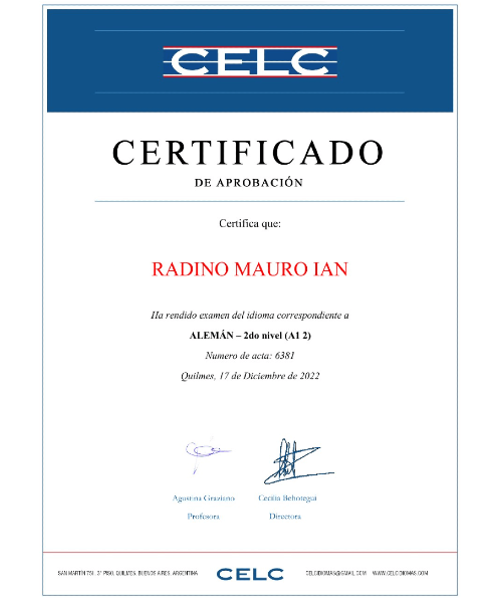 CELC
CERTIFICADO
DE APROBACIÓN
Certifica que:
RADINO MAURO IAN
Ha rendido examen del idioma correspondiente a
ALEMÁN – 2do nivel (A1 2)
Numero de acta: 6381
Quilmes, 17 de Diciembre de 2022
Agustina Graziano Cecilia
Profesora Directora
SAN MARTIN 751. 3° PISO. QUILMES. BUENOS AIRES. ARGENTINA CELC CELCIDIOMAS@GMAIL.COM WWW.CELCIDIOMAS.COM